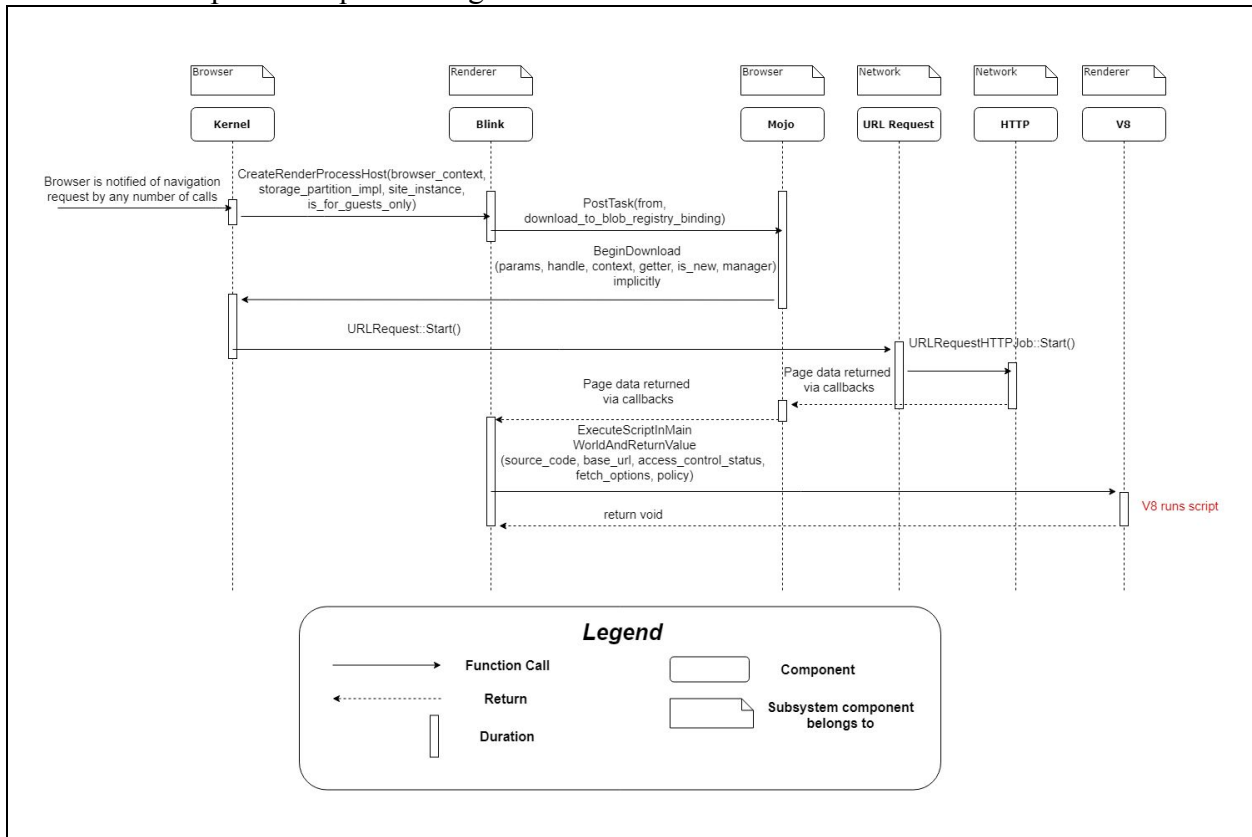 Browser
Renderer
Browser
Network
Network
Renderer
Kernel
Blink
Mojo
URL Request
HTTP
V8
Browser is notified of navigation
request by any number of calls
CreateRenderProcessHost(browser_context,
storage_partition_impl, site_instance,
is_for_guests_only)
PostTask(from,
download_to_blob_registry_binding)
BeginDownload
(params, handle, context, getter, is_new, manager)
implicitly
URLRequest::Start()
URLRequestHTTPJob::Start()
Page data returned
via callbacks
Page data returned
via callbacks
ExecuteScriptInMain
WorldAndReturnValue
(source_code, base_url, access_control_status,
fetch_options, policy)
V8 runs script
return void
Legend
Function Call
Component
Return
Subsystem component
belongs to
Duration